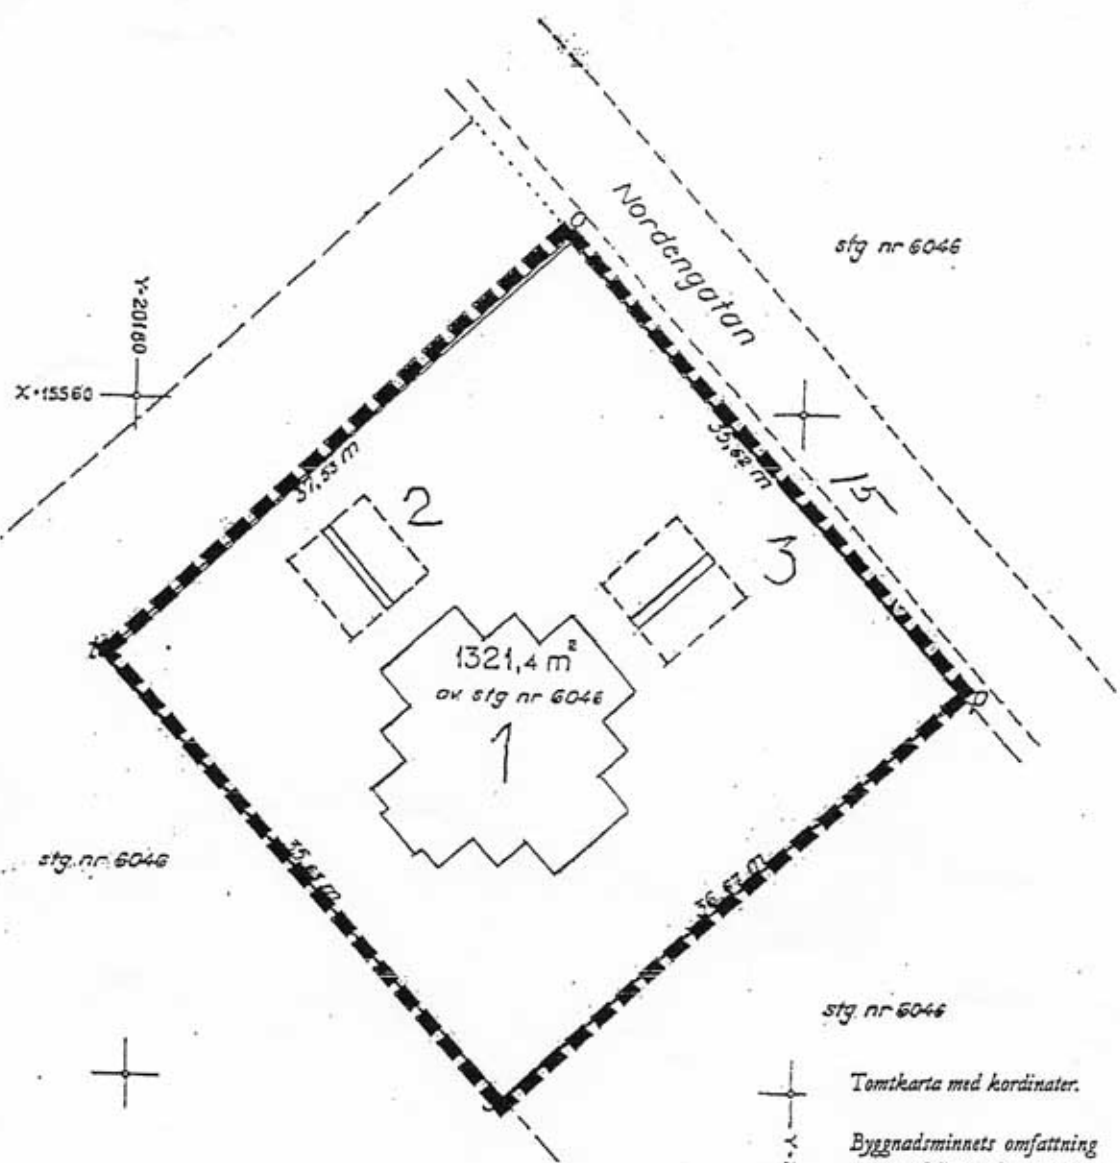 Nordengatan
stg nr 6046
Y-20160
X+15560
37,53 m
35,62 m
15
2
3
1321,4 m²
av. stg nr 6046
1
P
stg. nr 6046
35,61 m
36,67 m
stg. nr 6046
Tomtkarta med kordinater.
Byggnadsminnets omfattning